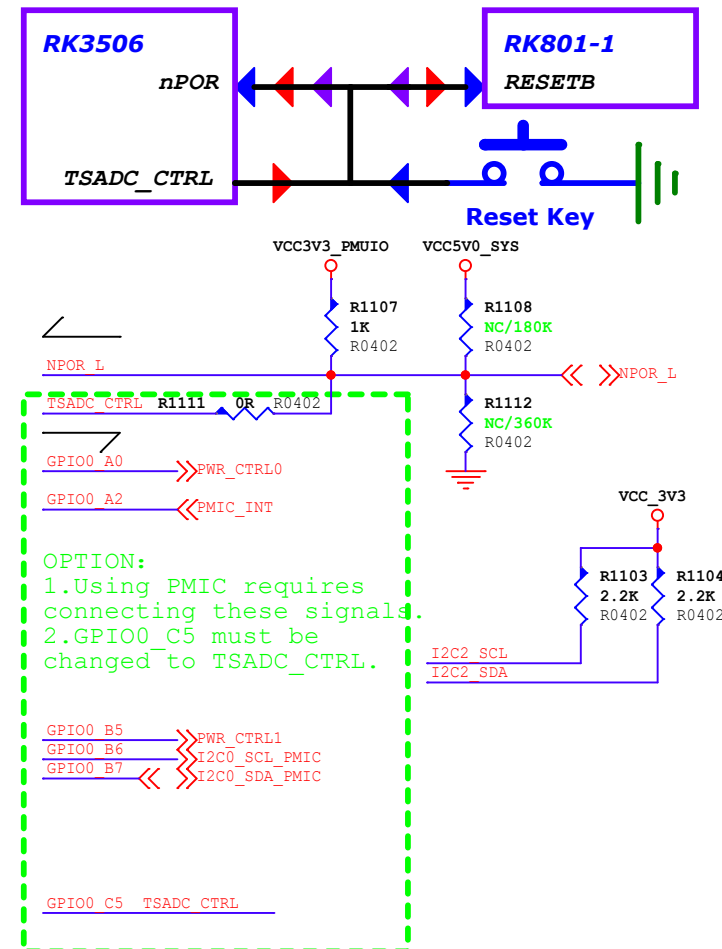 RK3506
RK801-1
nPOR
RESETB
TSADC_CTRL
Reset Key
VCC3V3_PMUIO
VCC5V0_SYS
R1107
1K
R0402
R1108
NC/180K
R0402
NPOR_L
NPOR_L
TSADC_CTRL
R1111
0R
R0402
R1112
NC/360K
R0402
GPIO0_A0
PWR_CTRL0
GPIO0_A2
PMIC_INT
VCC_3V3
OPTION:
1.Using PMIC requires
connecting these signals.
2.GPIO0_C5 must be
changed to TSADC_CTRL.
R1103
2.2K
R0402
R1104
2.2K
R0402
I2C2_SCL
I2C2_SDA
GPIO0_B5
PWR_CTRL1
GPIO0_B6
I2C0_SCL_PMIC
GPIO0_B7
I2C0_SDA_PMIC
GPIO0_C5
TSADC_CTRL